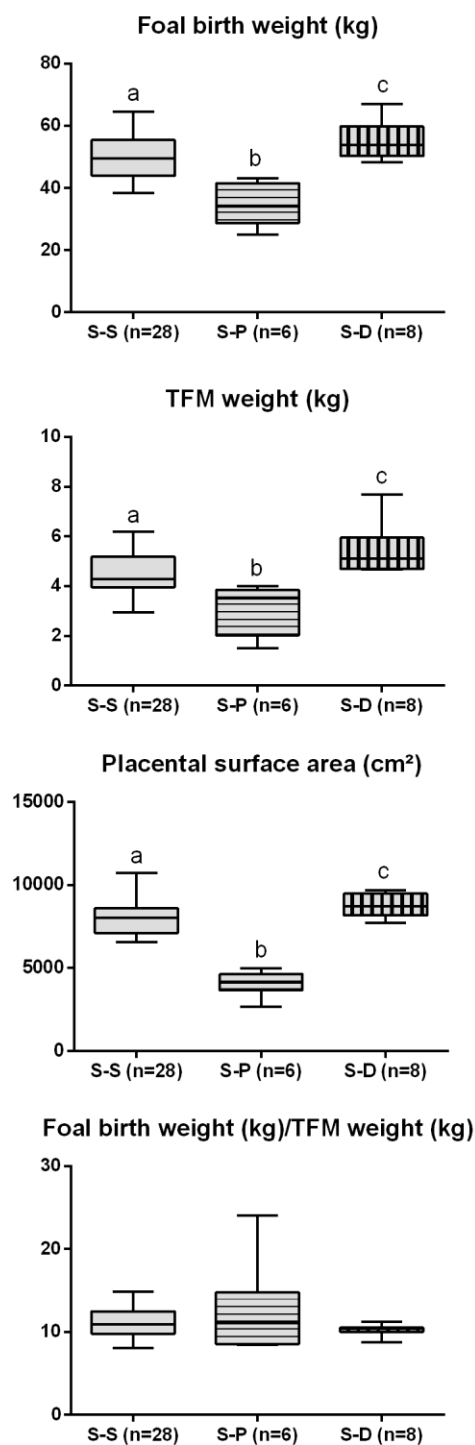 Foal birth weight (kg)
80
60
40
20
0
a
b
c
S-S (n=28) S-P (n=6) S-D (n=8)
TFM weight (kg)
10
8
6
4
2
0
a
b
c
S-S (n=28) S-P (n=6) S-D (n=8)
Placental surface area (cm²)
15000
10000
5000
0
a
b
c
S-S (n=28) S-P (n=6) S-D (n=8)
Foal birth weight (kg)/TFM weight (kg)
30
20
10
0
S-S (n=28) S-P (n=6) S-D (n=8)